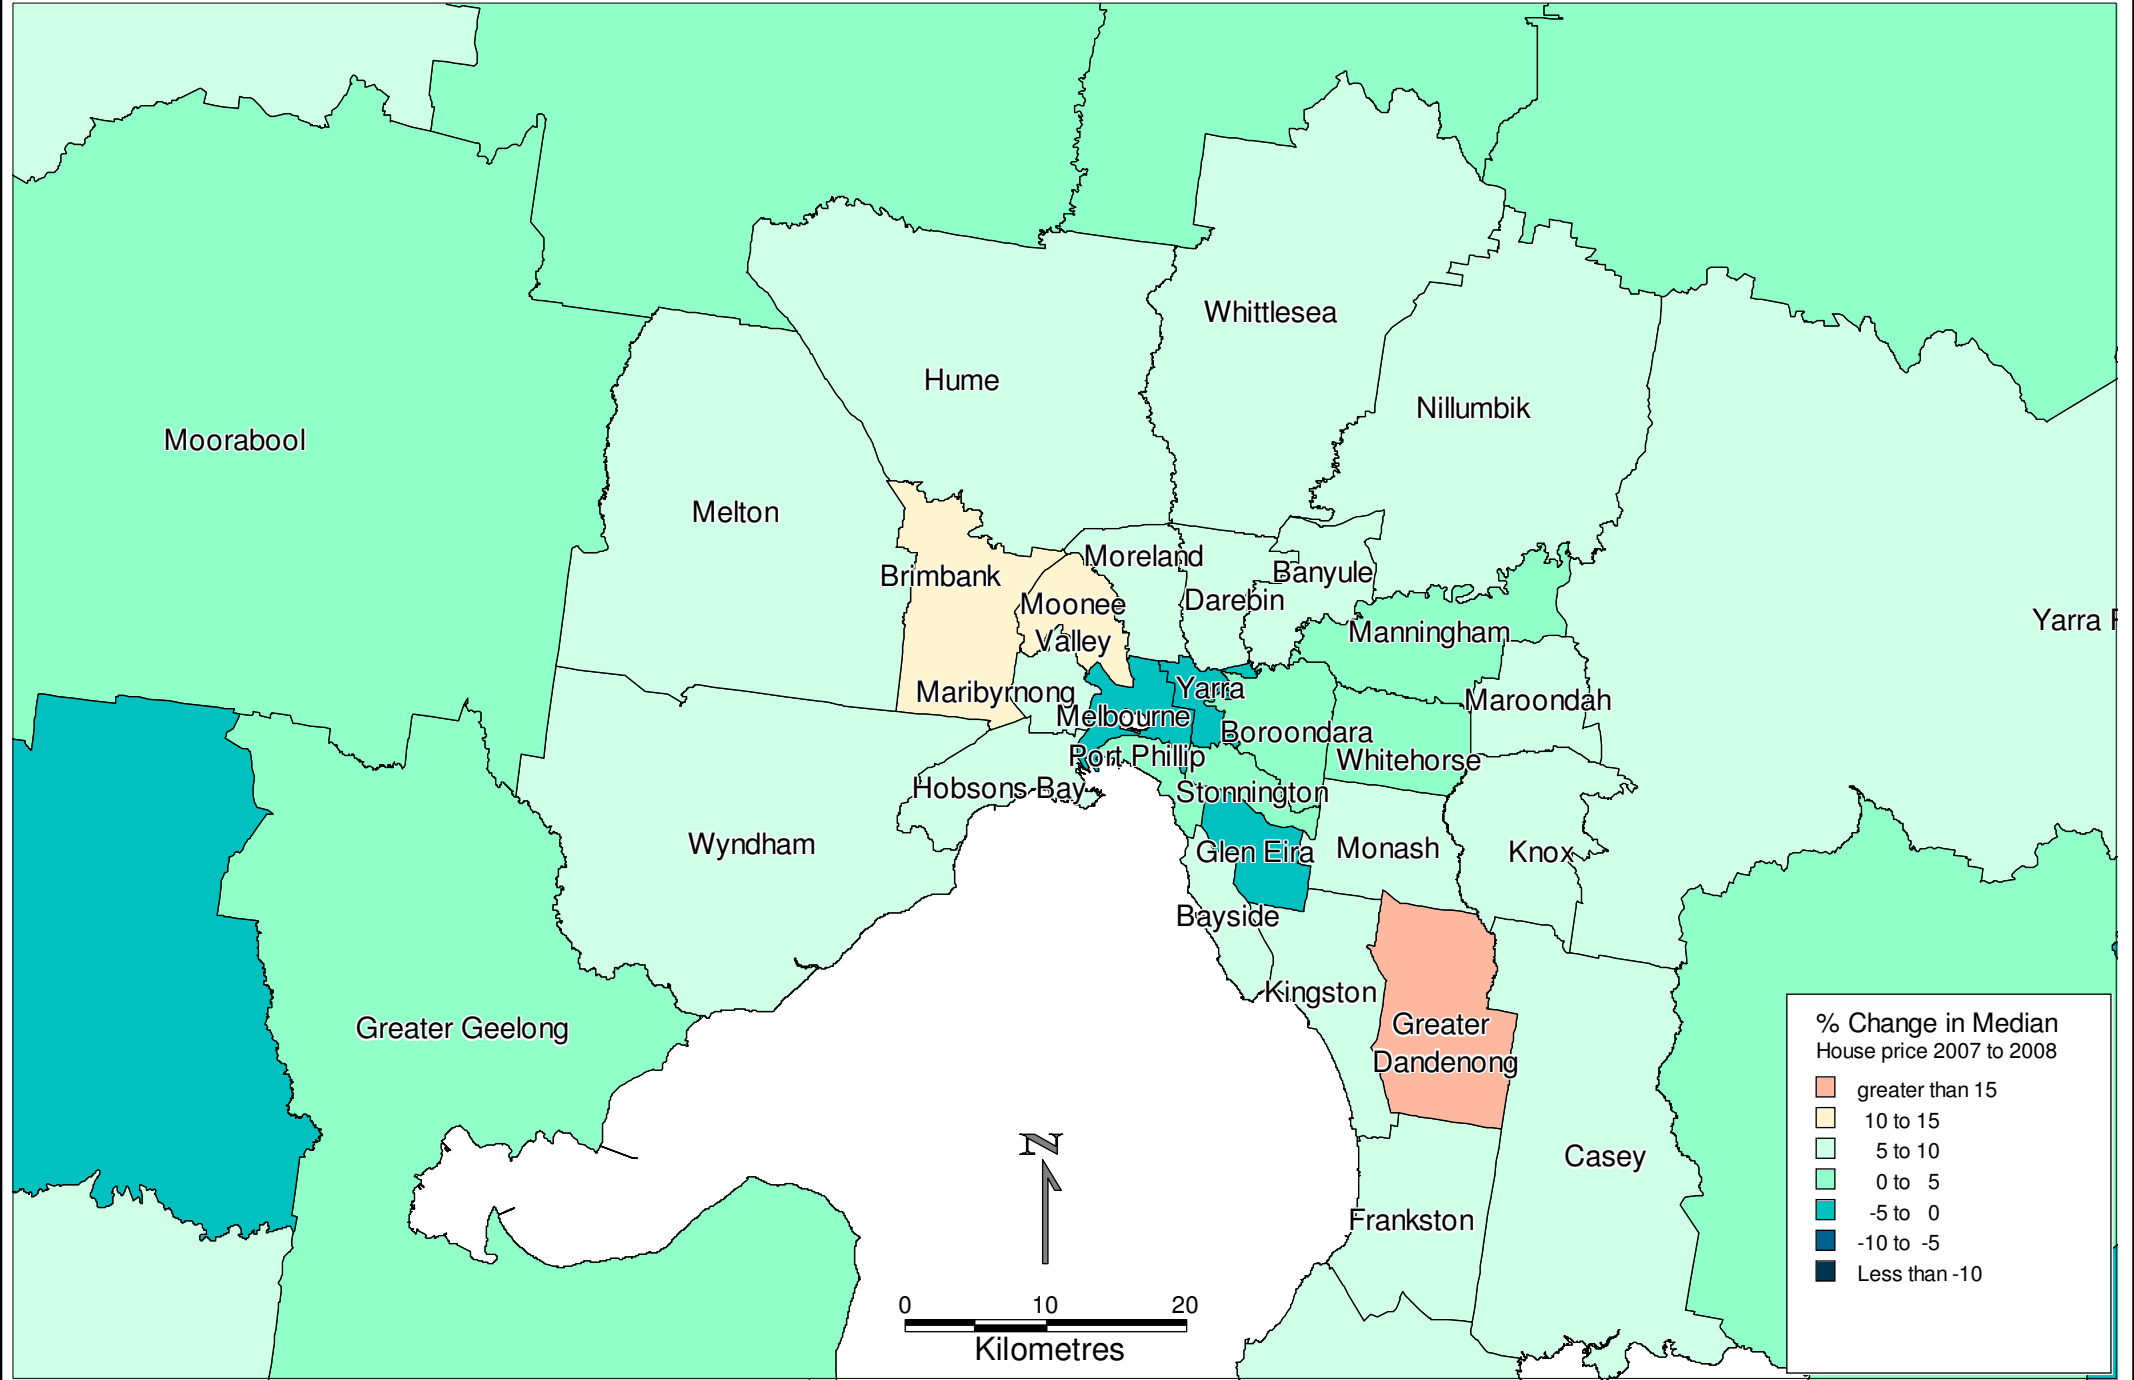 Whittlesea
Hume
Nillumbik
Moorabool
Melton
Moreland
Brimbank
Banyule
Darebin
Moonee
Valley
Manningham
Yarra
Maribyrnong
Yarra
Maroondah
Melbourne
Boroondara
Port Phillip
Whitehorse
Hobsons Bay
Stonnington
Wyndham
Glen Eira
Monash
Knox
Bayside
Kingston
Greater
Dandenong
Greater Geelong
Casey
Frankston
N
0 10 20
Kilometres
% Change in Median
House price 2007 to 2008
greater than 15
10 to 15
5 to 10
0 to 5
-5 to 0
-10 to -5
Less than -10